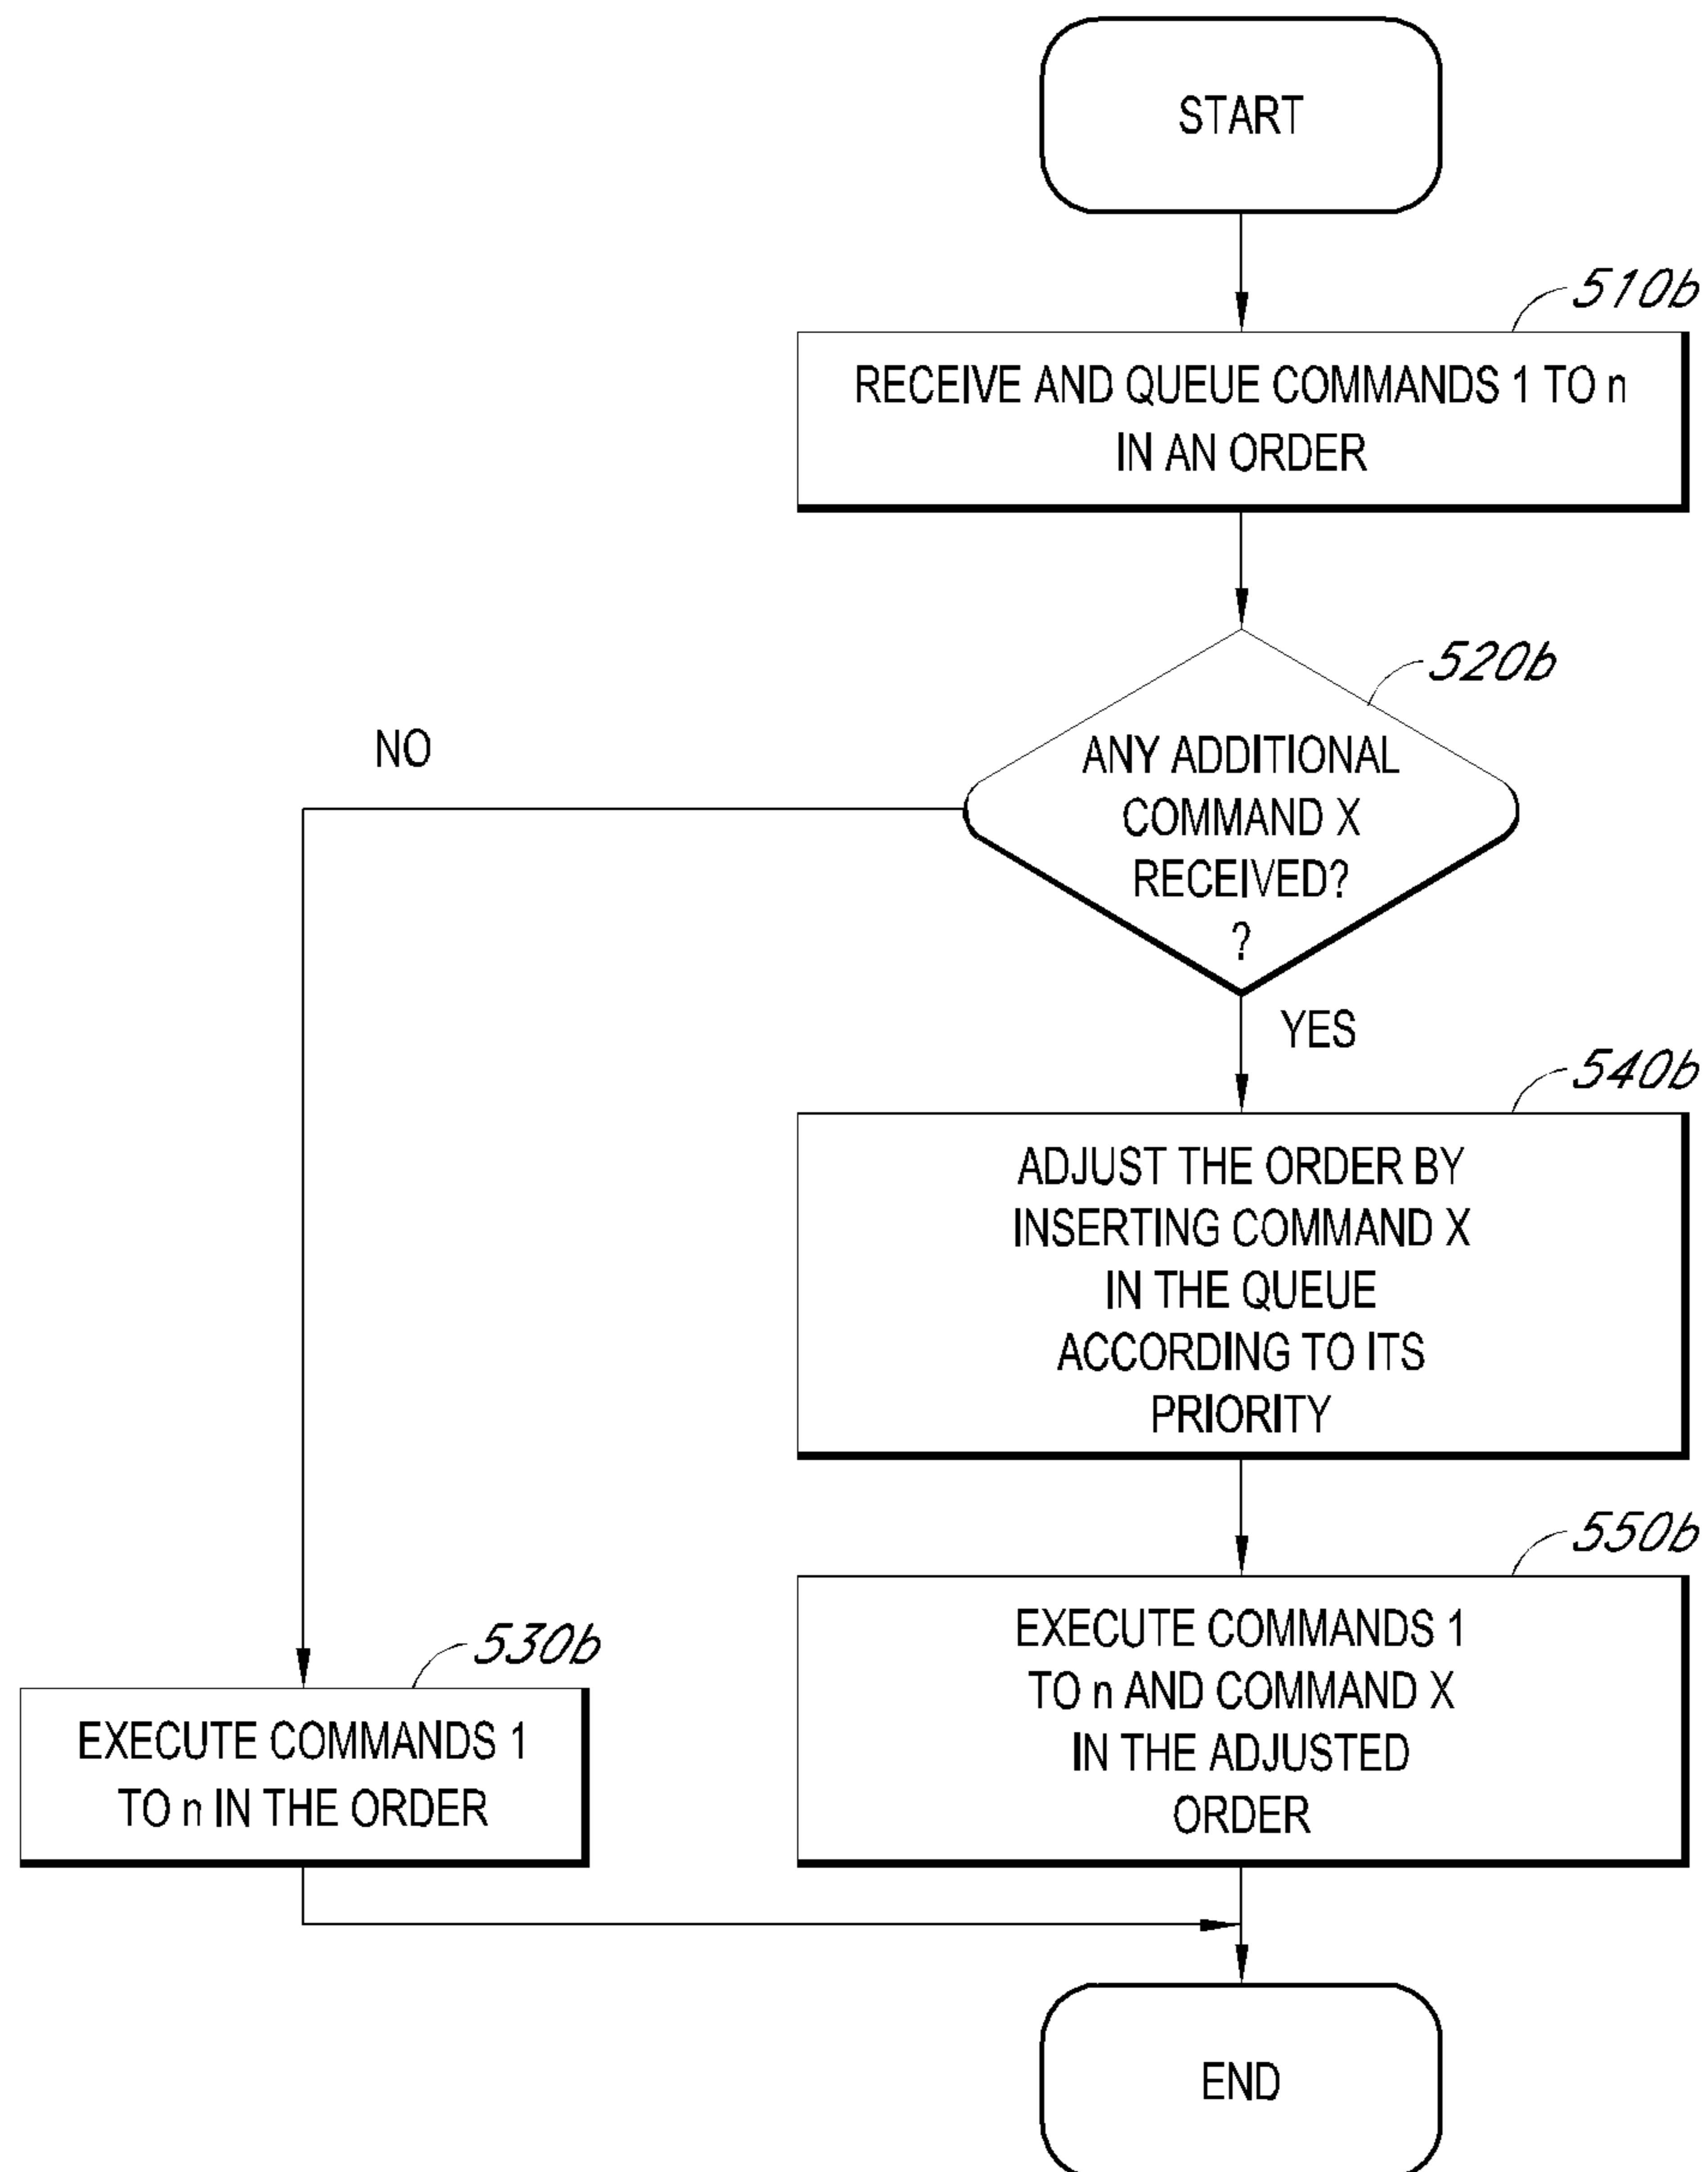 START
510b
RECEIVE AND QUEUE COMMANDS 1 TO n
IN AN ORDER
520b
ANY ADDITIONAL
COMMAND X
RECEIVED?
?
NO
YES
540b
ADJUST THE ORDER BY
INSERTING COMMAND X
IN THE QUEUE
ACCORDING TO ITS
PRIORITY
550b
EXECUTE COMMANDS 1
TO n AND COMMAND X
IN THE ADJUSTED
ORDER
530b
EXECUTE COMMANDS 1
TO n IN THE ORDER
END